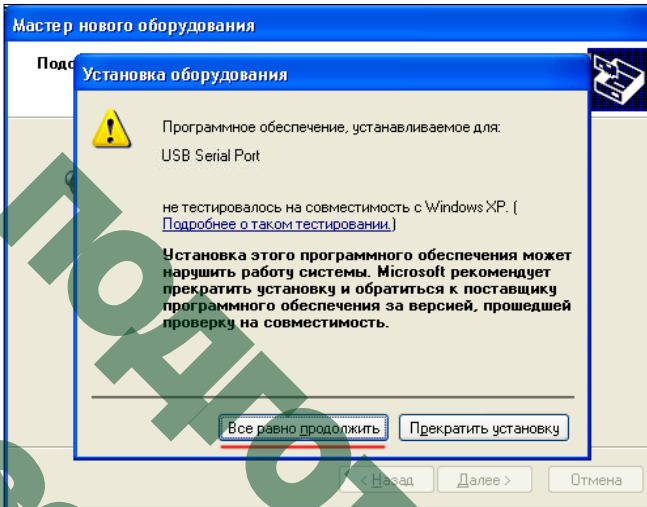 Мастер нового оборудования
Установка оборудования
Программное обеспечение, устанавливаемое для:
USB Serial Port
не тестировалось на совместимость с Windows XP. (
Подробнее о таком тестировании.)
Установка этого программного обеспечения может
нарушить работу системы. Microsoft рекомендует
прекратить установку и обратиться к поставщику
программного обеспечения за версией, прошедшей
проверку на совместимость.
Все равно продолжить
Прекратить установку
< Назад
Далее >
Отмена